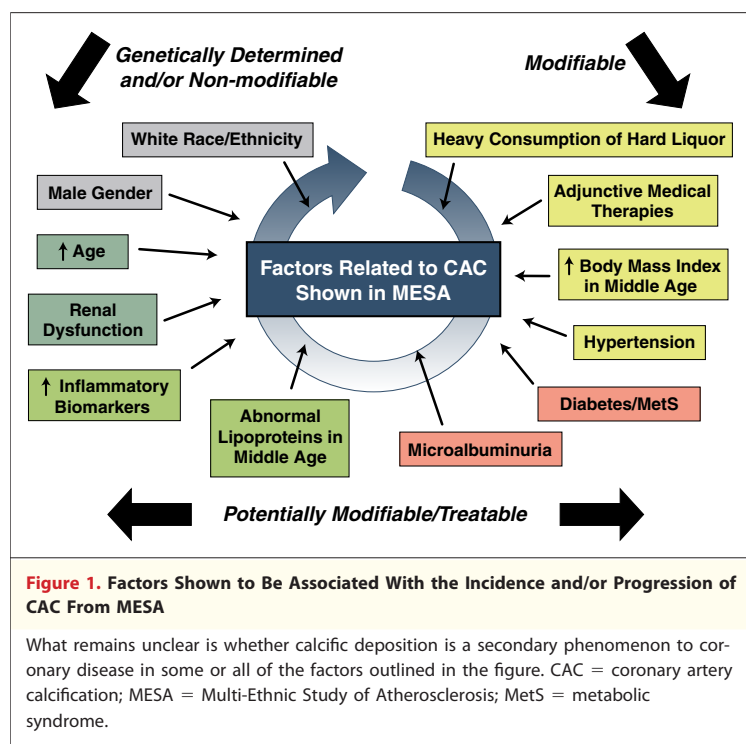 Genetically Determined
and/or Non-modifiable
Modifiable
White Race/Ethnicity
Heavy Consumption of Hard Liquor
Male Gender
Adjunctive Medical
Therapies
↑ Age
Factors Related to CAC
Shown in MESA
↑ Body Mass Index
in Middle Age
Renal
Dysfunction
Hypertension
↑ Inflammatory
Biomarkers
Abnormal
Lipoproteins in
Middle Age
Diabetes/MetS
Microalbuminuria
Potentially Modifiable/Treatable
Figure 1. Factors Shown to Be Associated With the Incidence and/or Progression of
CAC From MESA
What remains unclear is whether calcific deposition is a secondary phenomenon to cor-
onary disease in some or all of the factors outlined in the figure. CAC = coronary artery
calcification; MESA = Multi-Ethnic Study of Atherosclerosis; MetS = metabolic
syndrome.